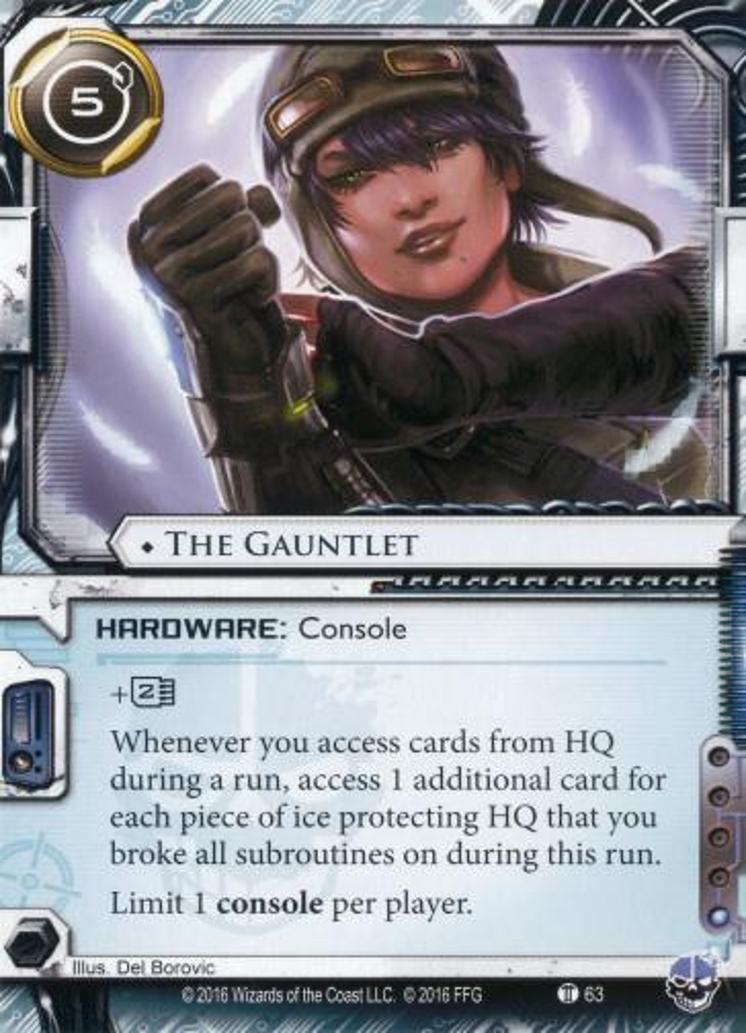 5
◆ THE GAUNTLET
HARDWARE: Console
+2
Whenever you access cards from HQ
during a run, access 1 additional card for
each piece of ice protecting HQ that you
broke all subroutines on during this run.
Limit 1 console per player.
Illus. Del Borovic
© 2016 Wizards of the Coast LLC. © 2016 FFG
63